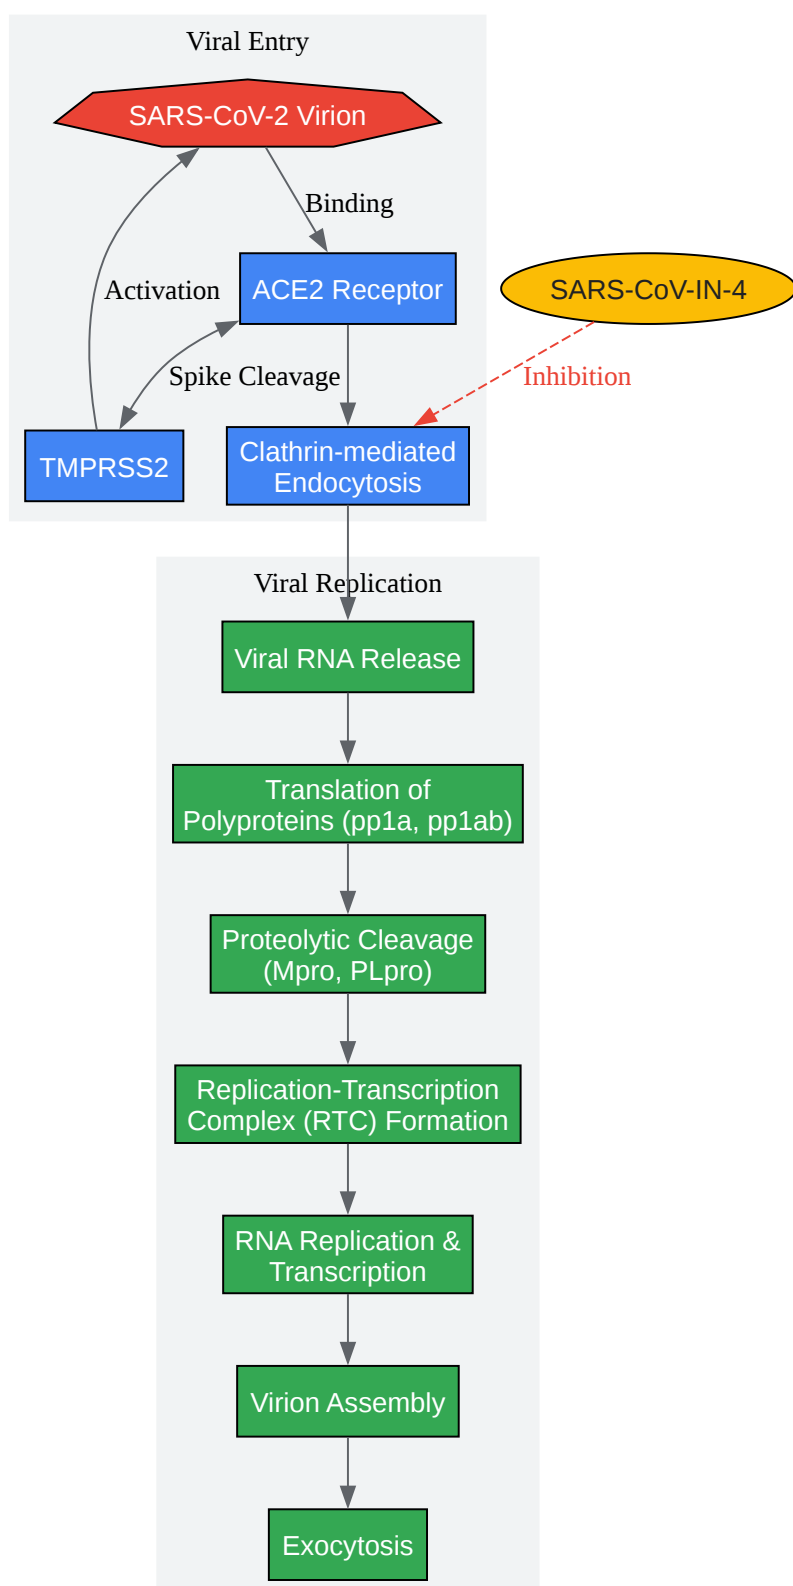 Viral Entry
SARS-CoV-2 Virion
Binding
ACE2 Receptor
SARS-CoV-IN-4
Activation
Spike Cleavage
Inhibition
TMPRSS2
Clathrin-mediated
Endocytosis
Viral Replication
Viral RNA Release
Translation of
Polyproteins (pp1a, pp1ab)
Proteolytic Cleavage
(Mpro, PLpro)
Replication-Transcription
Complex (RTC) Formation
RNA Replication &
Transcription
Virion Assembly
Exocytosis